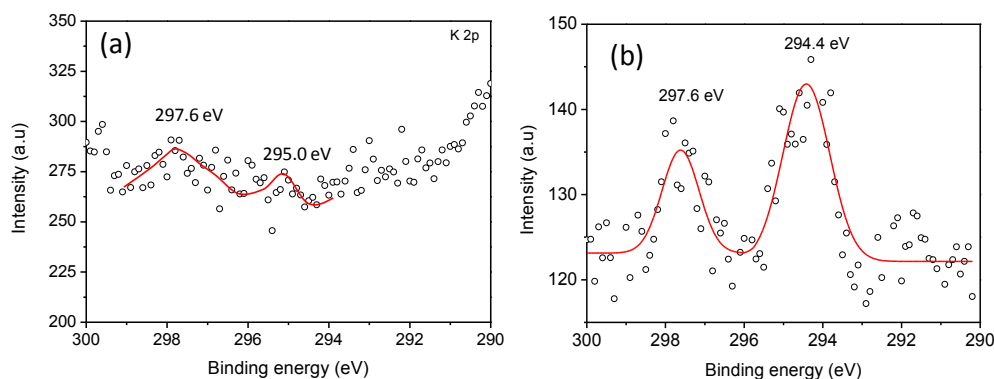 (a)
K 2p
297.6 eV
295.0 eV
350
325
300
275
250
225
200
300
298
296
294
292
290
Intensity (a.u)
Binding energy (eV)
(b)
294.4 eV
297.6 eV
150
140
130
120
300
298
296
294
292
290
Intensity (a.u)
Binding energy (eV)